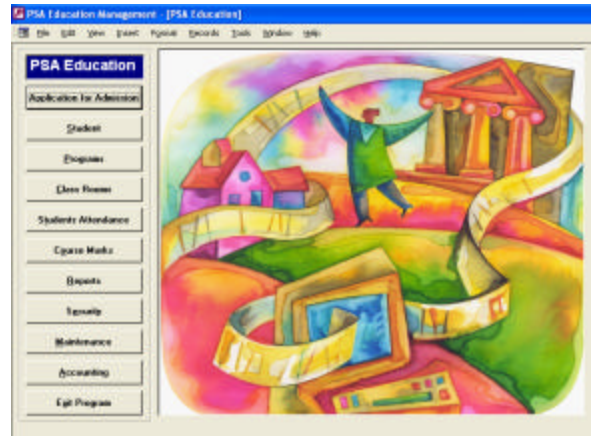 PSA Education Management - [PSA Education]
File Edit View Insert Format Records Tools Window Help
PSA Education
Application for Admission
Student
Programs
Class Rooms
Students Attendance
Course Marks
Reports
Security
Maintenance
Accounting
Exit Program